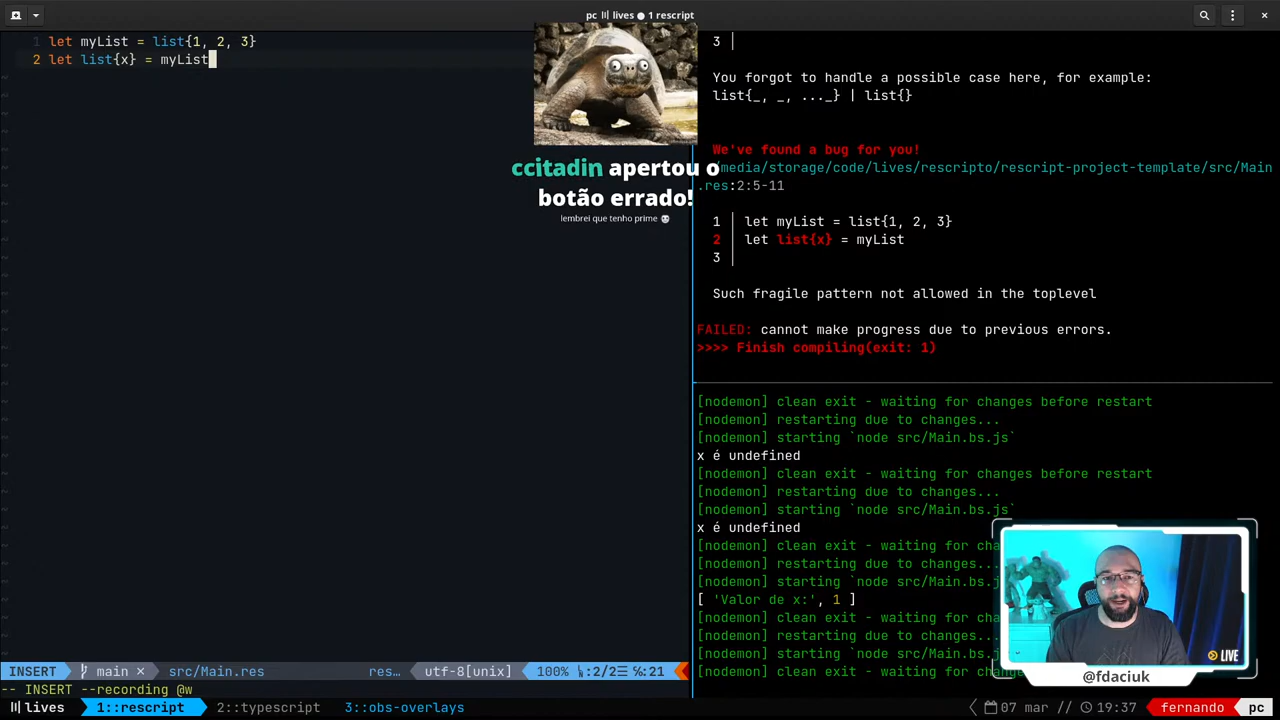 pc lives ● 1 rescript
1 let myList = list{1, 2, 3}
2 let list{x} = myList
ccitadin apertou o
botão errado!
lembrei que tenho prime 💀
3
You forgot to handle a possible case here, for example:
list{_, _, ..._} | list{}
We've found a bug for you!
media/storage/code/lives/rescripto/rescript-project-template/src/Main
.res:2:5-11
1 let myList = list{1, 2, 3}
2 let list{x} = myList
3
Such fragile pattern not allowed in the toplevel
FAILED: cannot make progress due to previous errors.
>>>> Finish compiling(exit: 1)
[nodemon] clean exit - waiting for changes before restart
[nodemon] restarting due to changes...
[nodemon] starting `node src/Main.bs.js`
x é undefined
[nodemon] clean exit - waiting for changes before restart
[nodemon] restarting due to changes...
[nodemon] starting `node src/Main.bs.js`
x é undefined
[nodemon] clean exit - waiting for cha
[nodemon] restarting due to changes...
[nodemon] starting `node src/Main.bs.j
[ 'Valor de x:', 1 ]
[nodemon] clean exit - waiting for cha
[nodemon] restarting due to changes...
[nodemon] starting `node src/Main.bs.j
[nodemon] clean exit - waiting for change
LIVE
@fdaciuk
INSERT main × src/Main.res res… utf-8[unix] 100% :2/2☰ ℅:21
-- INSERT --recording @w
lives 1::rescript 2::typescript 3::obs-overlays 07 mar // 19:37 fernando pc